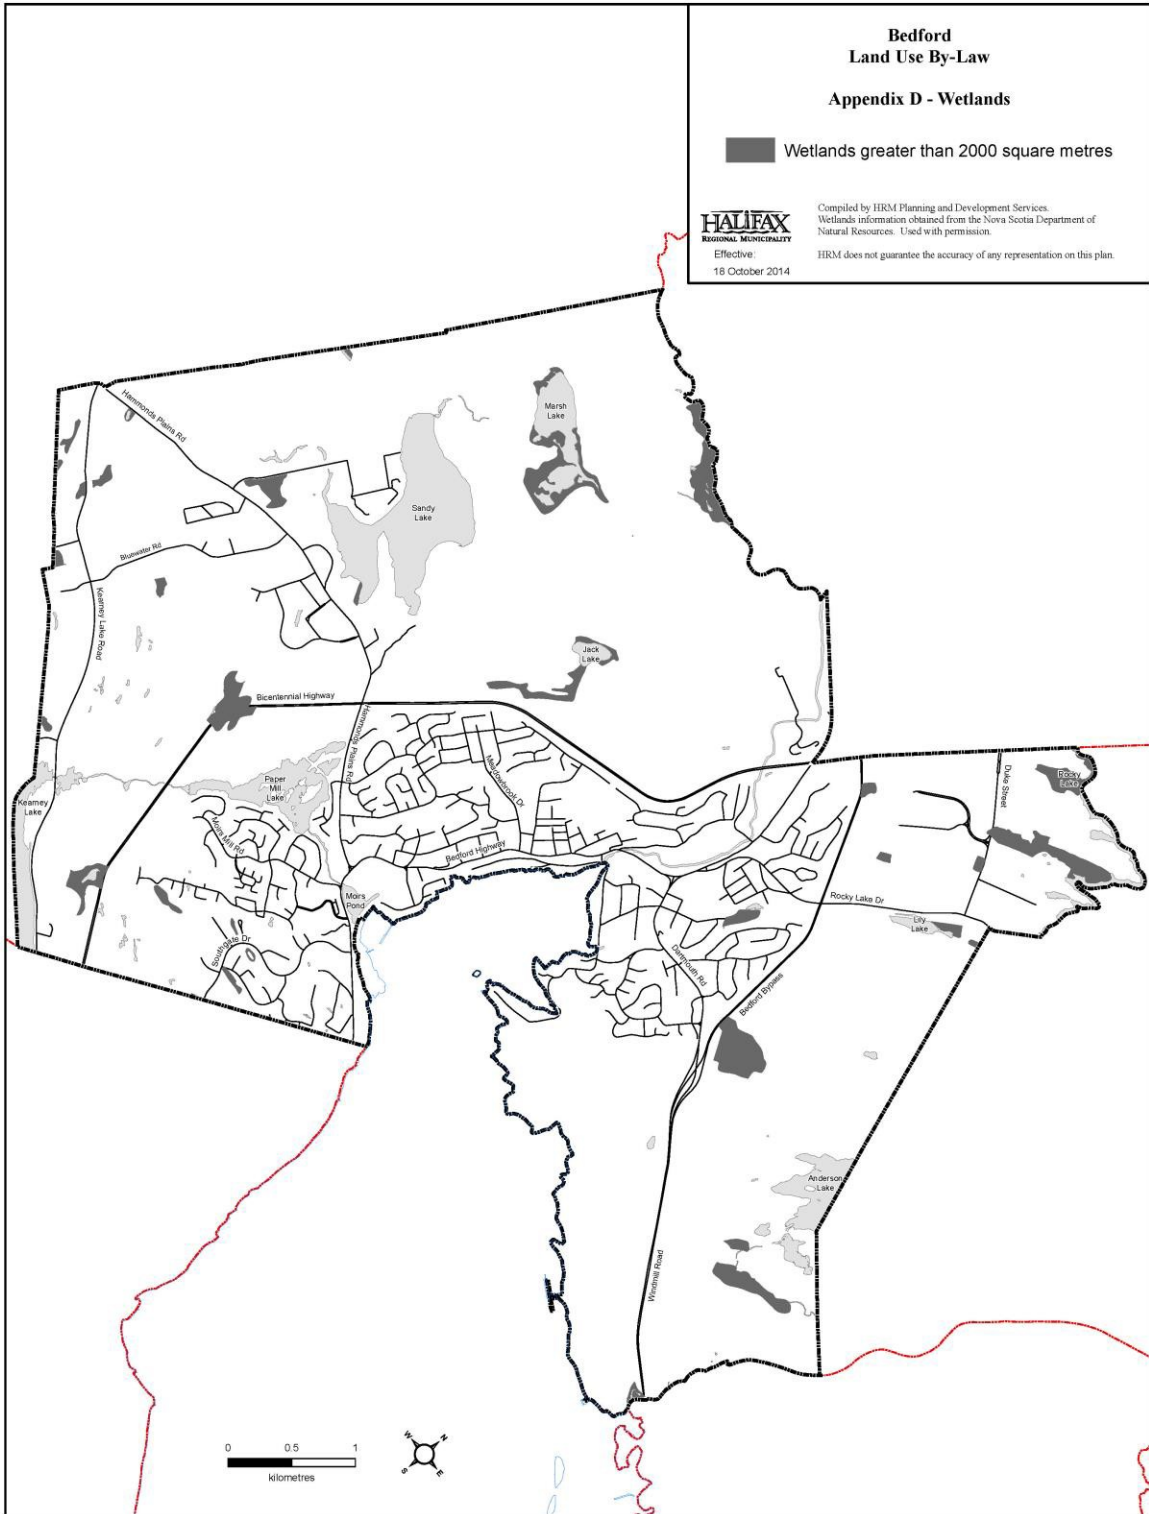 Bedford
Land Use By-Law
Appendix D - Wetlands
Wetlands greater than 2000 square metres
HALIFAX
REGIONAL MUNICIPALITY
Effective:
18 October 2014
Compiled by HRM Planning and Development Services.
Wetlands information obtained from the Nova Scotia Department of
Natural Resources. Used with permission.
HRM does not guarantee the accuracy of any representation on this plan.
Hammonds Plains Rd
Marsh
Lake
Sandy
Lake
Bluewater Rd
Kearney Lake Road
Jack
Lake
Bicentennial Highway
Hammonds Plains Rd
Meadowbrook Dr
Paper
Mill
Lake
Kearney
Lake
Moirs Mill Rd
Bedford Highway
Duke Street
Rocky
Lake
Moirs
Pond
Rocky Lake Dr
Lily
Lake
Southgate Dr
Dartmouth Rd
Bedford Bypass
Anderson
Lake
Windmill Road
0 0.5 1
kilometres
W N
S E